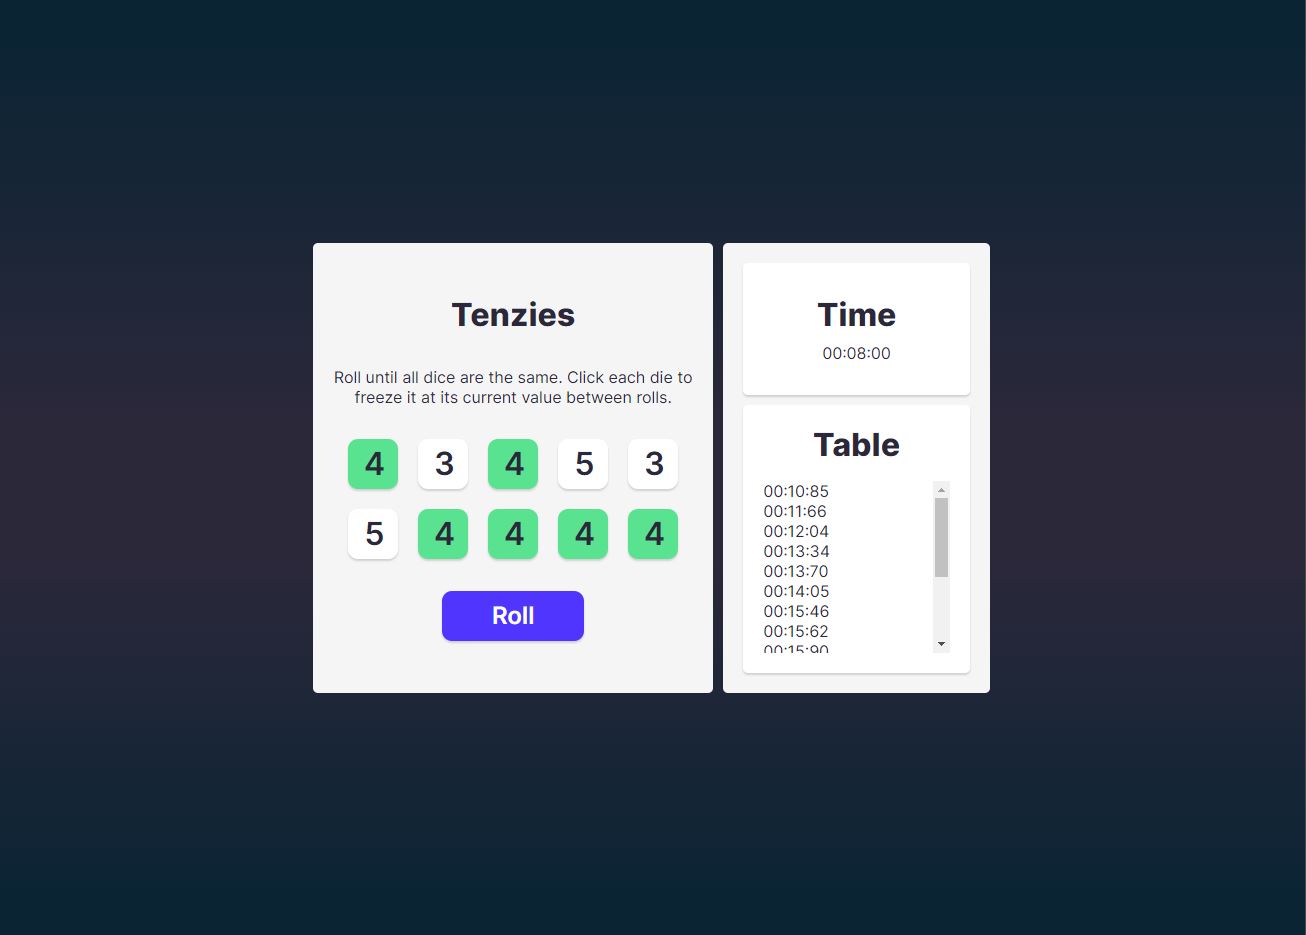 Tenzies
Roll until all dice are the same. Click each die to
freeze it at its current value between rolls.
4 3 4 5 3
5 4 4 4 4
Roll
Time
00:08:00
Table
00:10:85
00:11:66
00:12:04
00:13:34
00:13:70
00:14:05
00:15:46
00:15:62
00:15:90